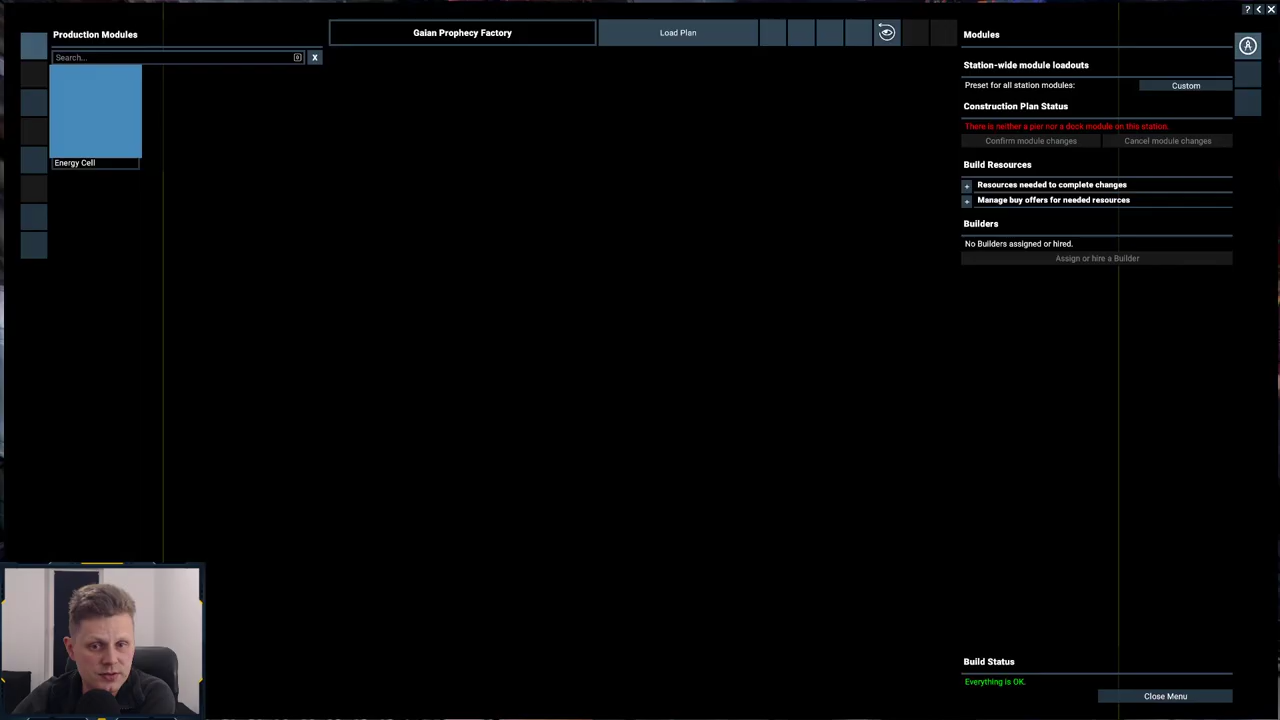 Production Modules
Search...
X
Energy Cell
Gaian Prophecy Factory
Load Plan
?
Modules
Station-wide module loadouts
Preset for all station modules:
Custom
Construction Plan Status
There is neither a pier nor a dock module on this station.
Confirm module changes
Cancel module changes
Build Resources
+ Resources needed to complete changes
+ Manage buy offers for needed resources
Builders
No Builders assigned or hired.
Assign or hire a Builder
Build Status
Everything is OK.
Close Menu